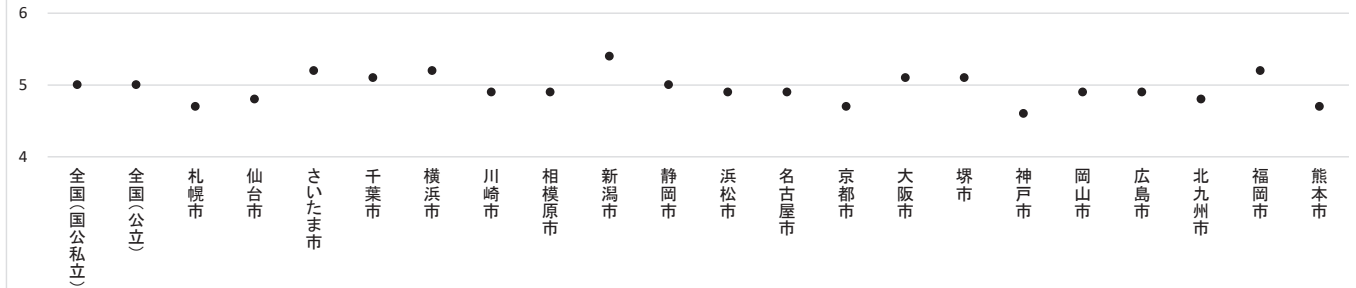 6
5
4
全国(国公私立)
全国(公立)
札幌市
仙台市
さいたま市
千葉市
横浜市
川崎市
相模原市
新潟市
静岡市
浜松市
名古屋市
京都市
大阪市
堺市
神戸市
岡山市
広島市
北九州市
福岡市
熊本市